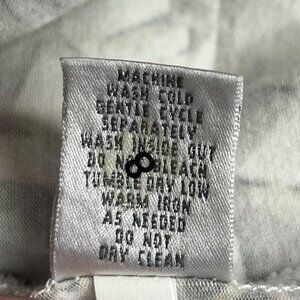 MACHINE
WASH COLD
GENTLE CYCLE
SEPARATELY
WASH INSIDE OUT
DO NOT BLEACH
8
TUMBLE DRY LOW
WARM IRON
AS NEEDED
DO NOT
DRY CLEAN